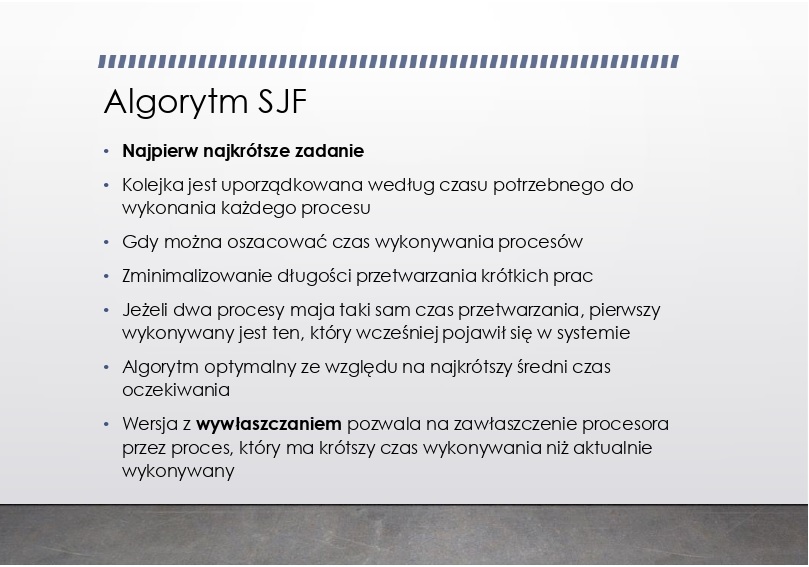 Algorytm SJF
• Najpierw najkrótsze zadanie
• Kolejka jest uporządkowana według czasu potrzebnego do
wykonania każdego procesu
• Gdy można oszacować czas wykonywania procesów
• Zminimalizowanie długości przetwarzania krótkich prac
• Jeżeli dwa procesy maja taki sam czas przetwarzania, pierwszy
wykonywany jest ten, który wcześniej pojawił się w systemie
• Algorytm optymalny ze względu na najkrótszy średni czas
oczekiwania
• Wersja z wywłaszczaniem pozwala na zawłaszczenie procesora
przez proces, który ma krótszy czas wykonywania niż aktualnie
wykonywany